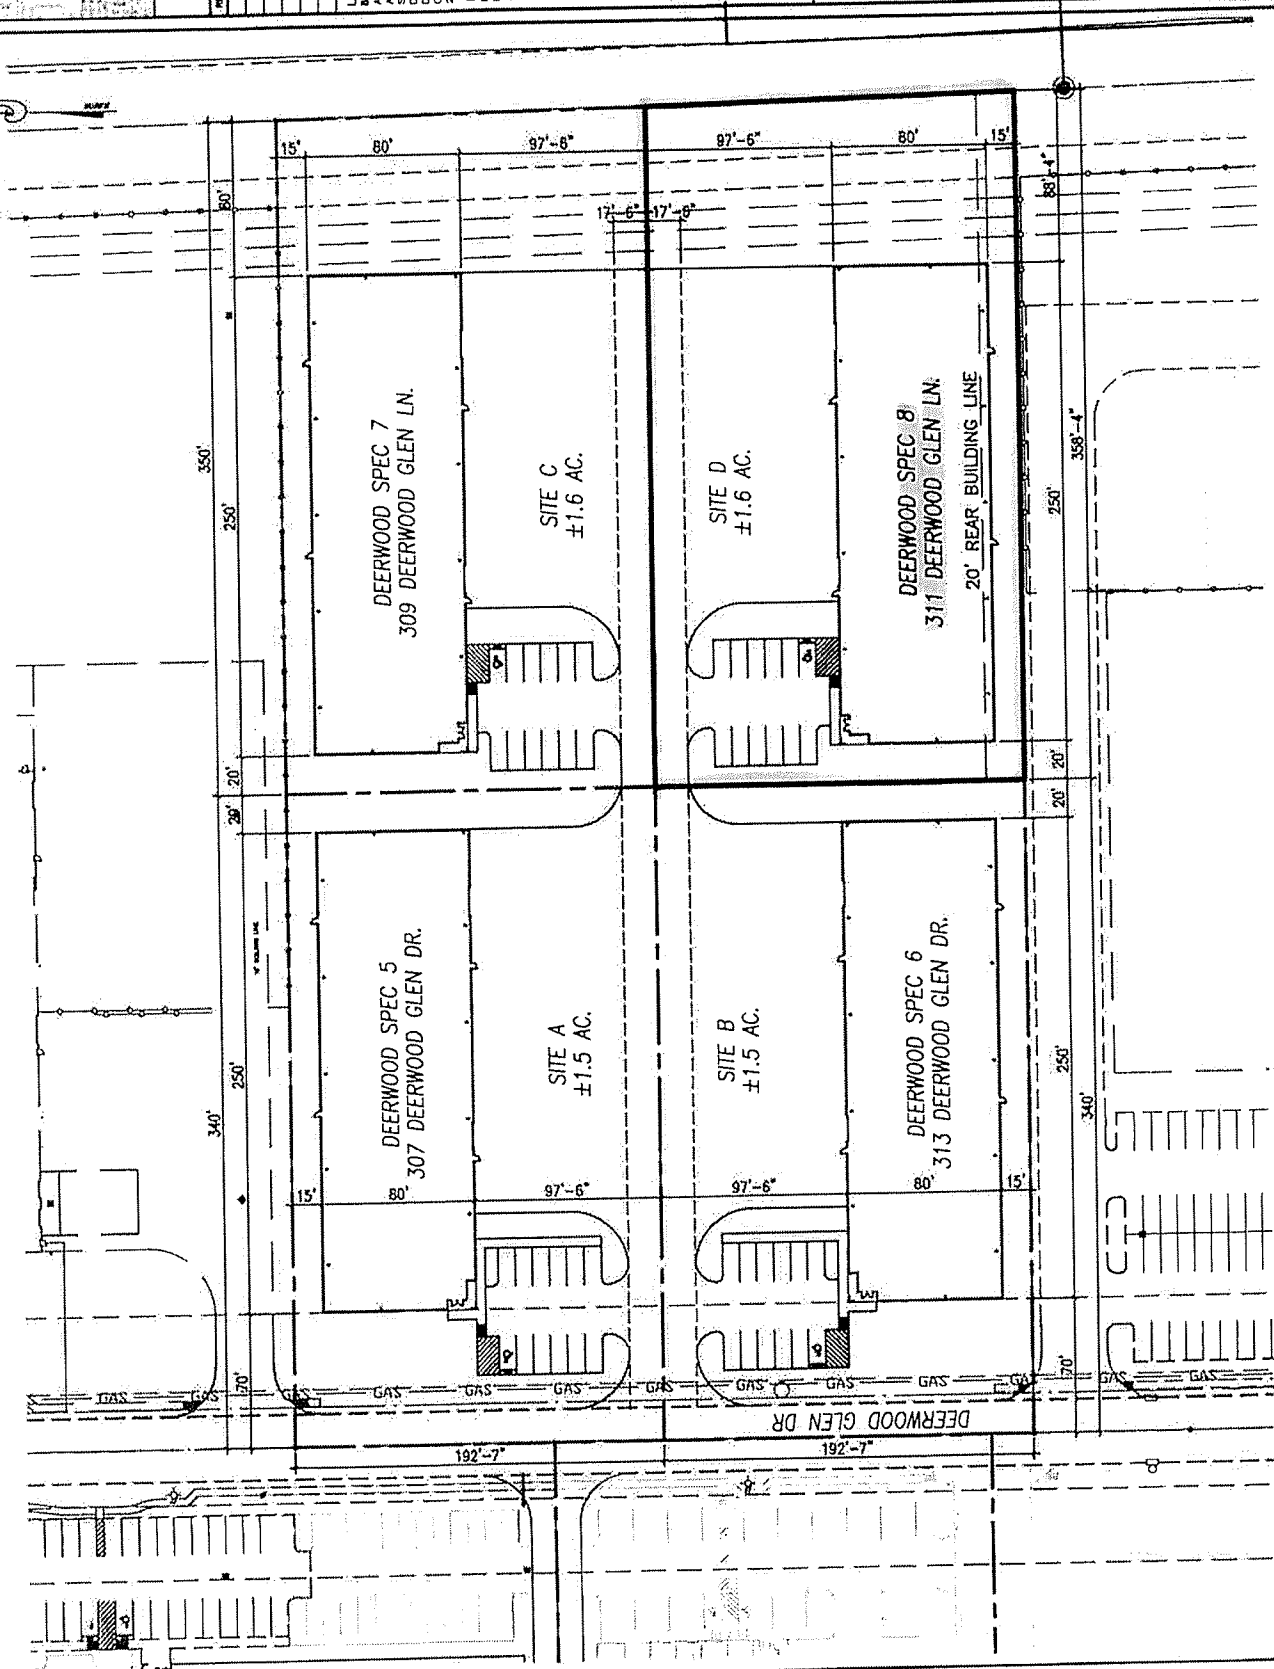 15'
80'
97'-6"
97'-6"
80'
15'
80'
88'-4"
17'-6"
17'-6"
350'
250'
DEERWOOD SPEC 7
309 DEERWOOD GLEN LN.
SITE C
±1.6 AC.
SITE D
±1.6 AC.
DEERWOOD SPEC 8
311 DEERWOOD GLEN LN.
20' REAR BUILDING LINE
250'
358'-4"
20'
20'
20'
20'
340'
250'
DEERWOOD SPEC 5
307 DEERWOOD GLEN DR.
SITE A
±1.5 AC.
SITE B
±1.5 AC.
DEERWOOD SPEC 6
313 DEERWOOD GLEN DR.
250'
340'
15'
80'
97'-6"
97'-6"
80'
15'
70'
70'
GAS GAS GAS GAS GAS GAS GAS GAS GAS GAS GAS GAS GAS
DEERWOOD GLEN DR
192'-7"
192'-7"